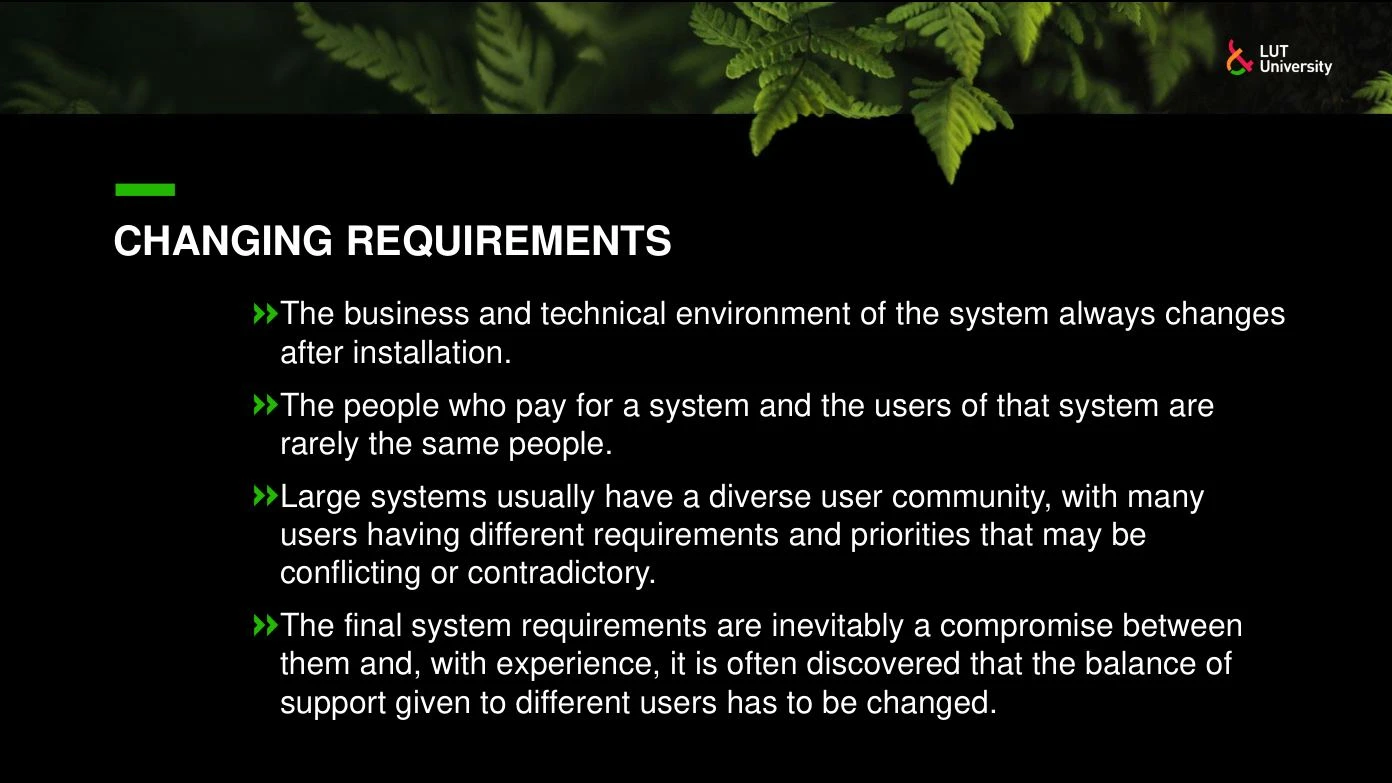 LUT
University
CHANGING REQUIREMENTS
The business and technical environment of the system always changes
after installation.
The people who pay for a system and the users of that system are
rarely the same people.
Large systems usually have a diverse user community, with many
users having different requirements and priorities that may be
conflicting or contradictory.
The final system requirements are inevitably a compromise between
them and, with experience, it is often discovered that the balance of
support given to different users has to be changed.